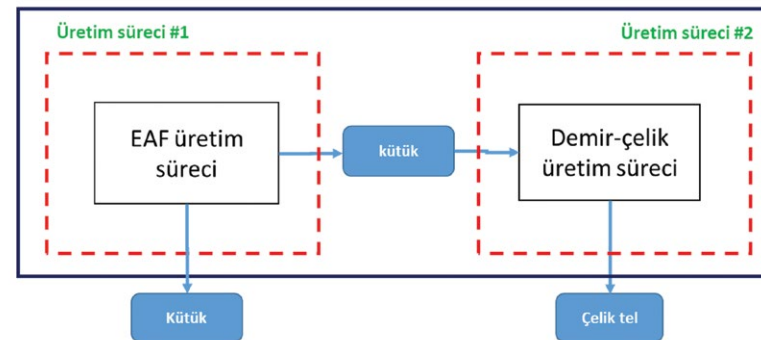 Üretim süreci #1
Üretim süreci #2
EAF üretim
süreci
kütük
Demir-çelik
üretim süreci
Kütük
Çelik tel